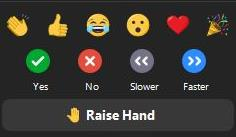 Yes No Slower Faster
Raise Hand